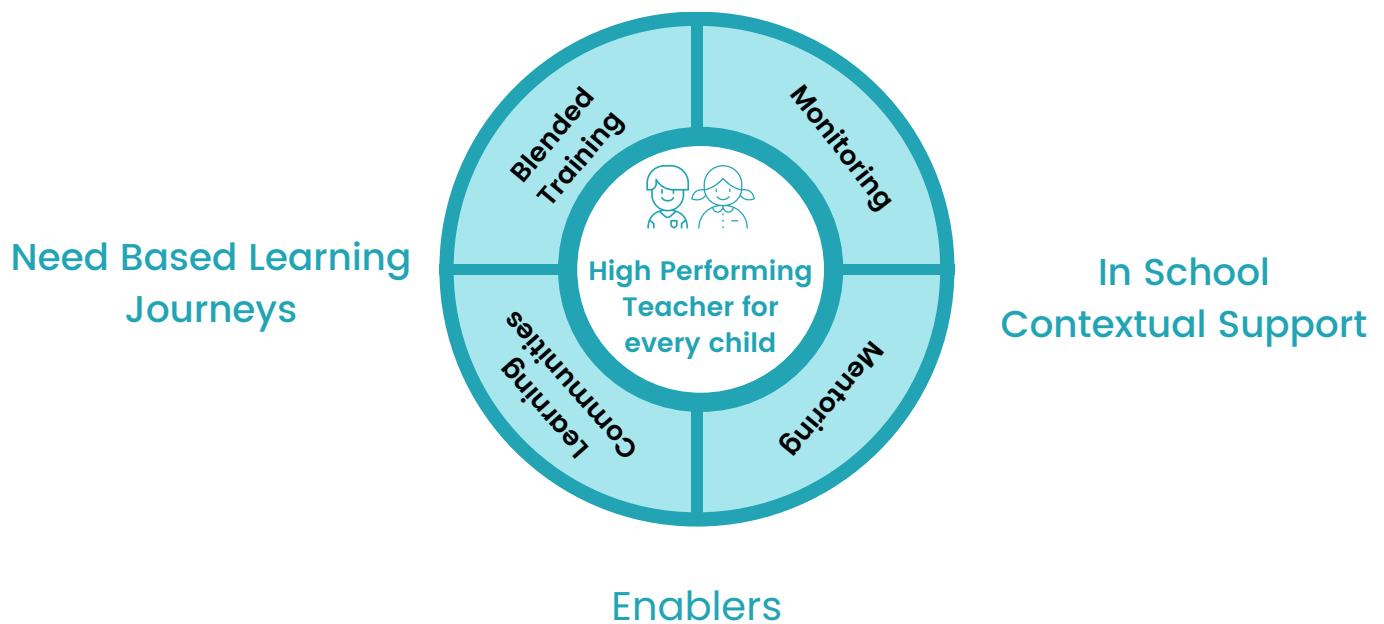 Blended
Training
Monitoring
Need Based Learning
Journeys
High Performing
Teacher for
every child
In School
Contextual Support
Learning
Communities
Mentoring
Enablers